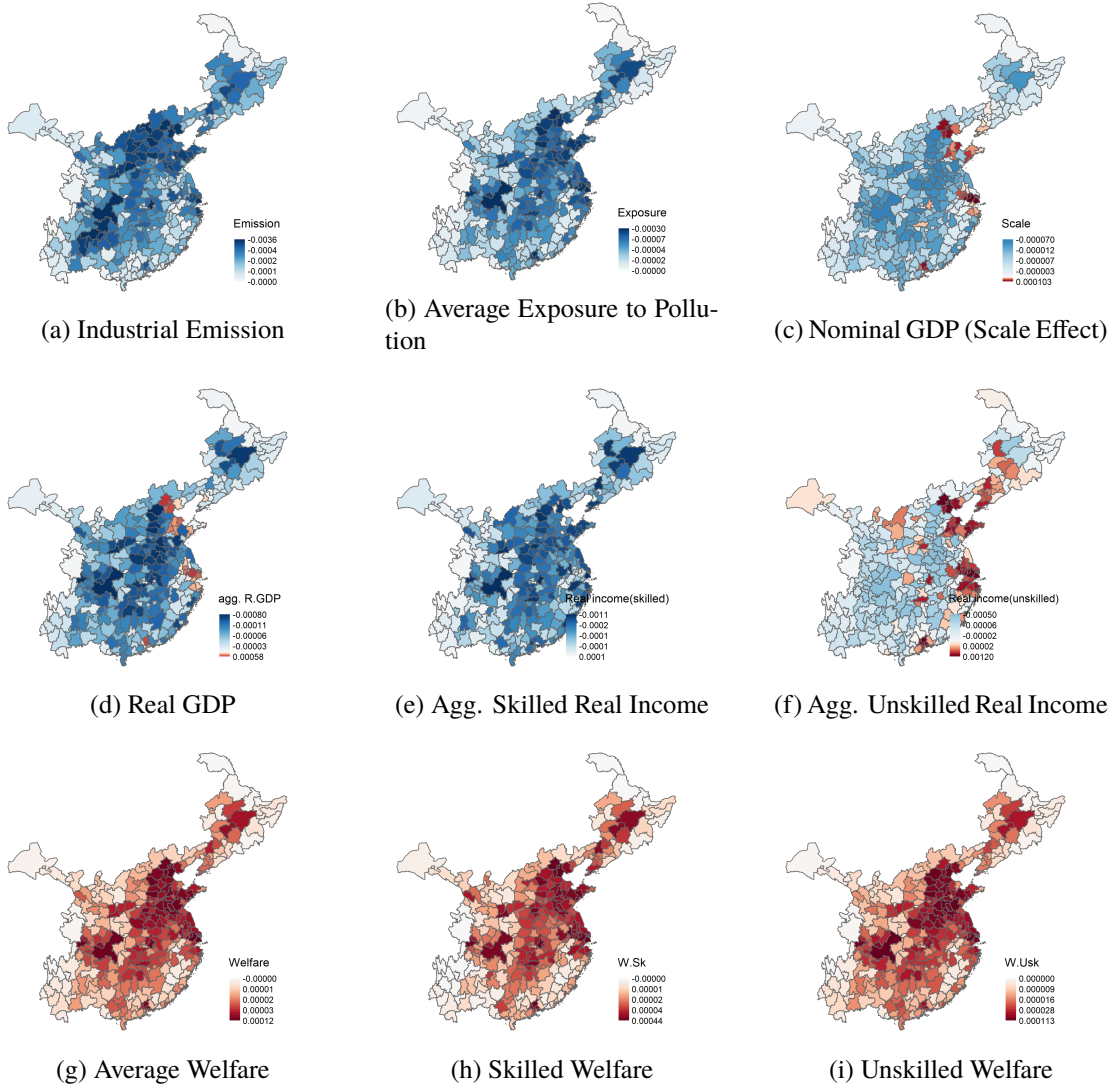 Emission
-0.0036
-0.0004
-0.0002
-0.0001
-0.0000
(a) Industrial Emission
Exposure
-0.00030
-0.00007
-0.00004
-0.00002
-0.00000
(b) Average Exposure to Pollu-
tion
Scale
-0.000070
-0.000012
-0.000007
-0.000003
0.000103
(c) Nominal GDP (Scale Effect)
agg. R.GDP
-0.00080
-0.00011
-0.00006
-0.00003
0.00058
(d) Real GDP
Real income(skilled)
-0.0011
-0.0002
-0.0001
-0.0001
0.0001
(e) Agg. Skilled Real Income
Real income(unskilled)
-0.00050
-0.00006
-0.00002
0.00002
0.00120
(f) Agg. Unskilled Real Income
Welfare
-0.00000
0.00001
0.00002
0.00003
0.00012
(g) Average Welfare
W.Sk
-0.00000
0.00001
0.00002
0.00004
0.00044
(h) Skilled Welfare
W.Usk
0.000000
0.000009
0.000016
0.000028
0.000113
(i) Unskilled Welfare